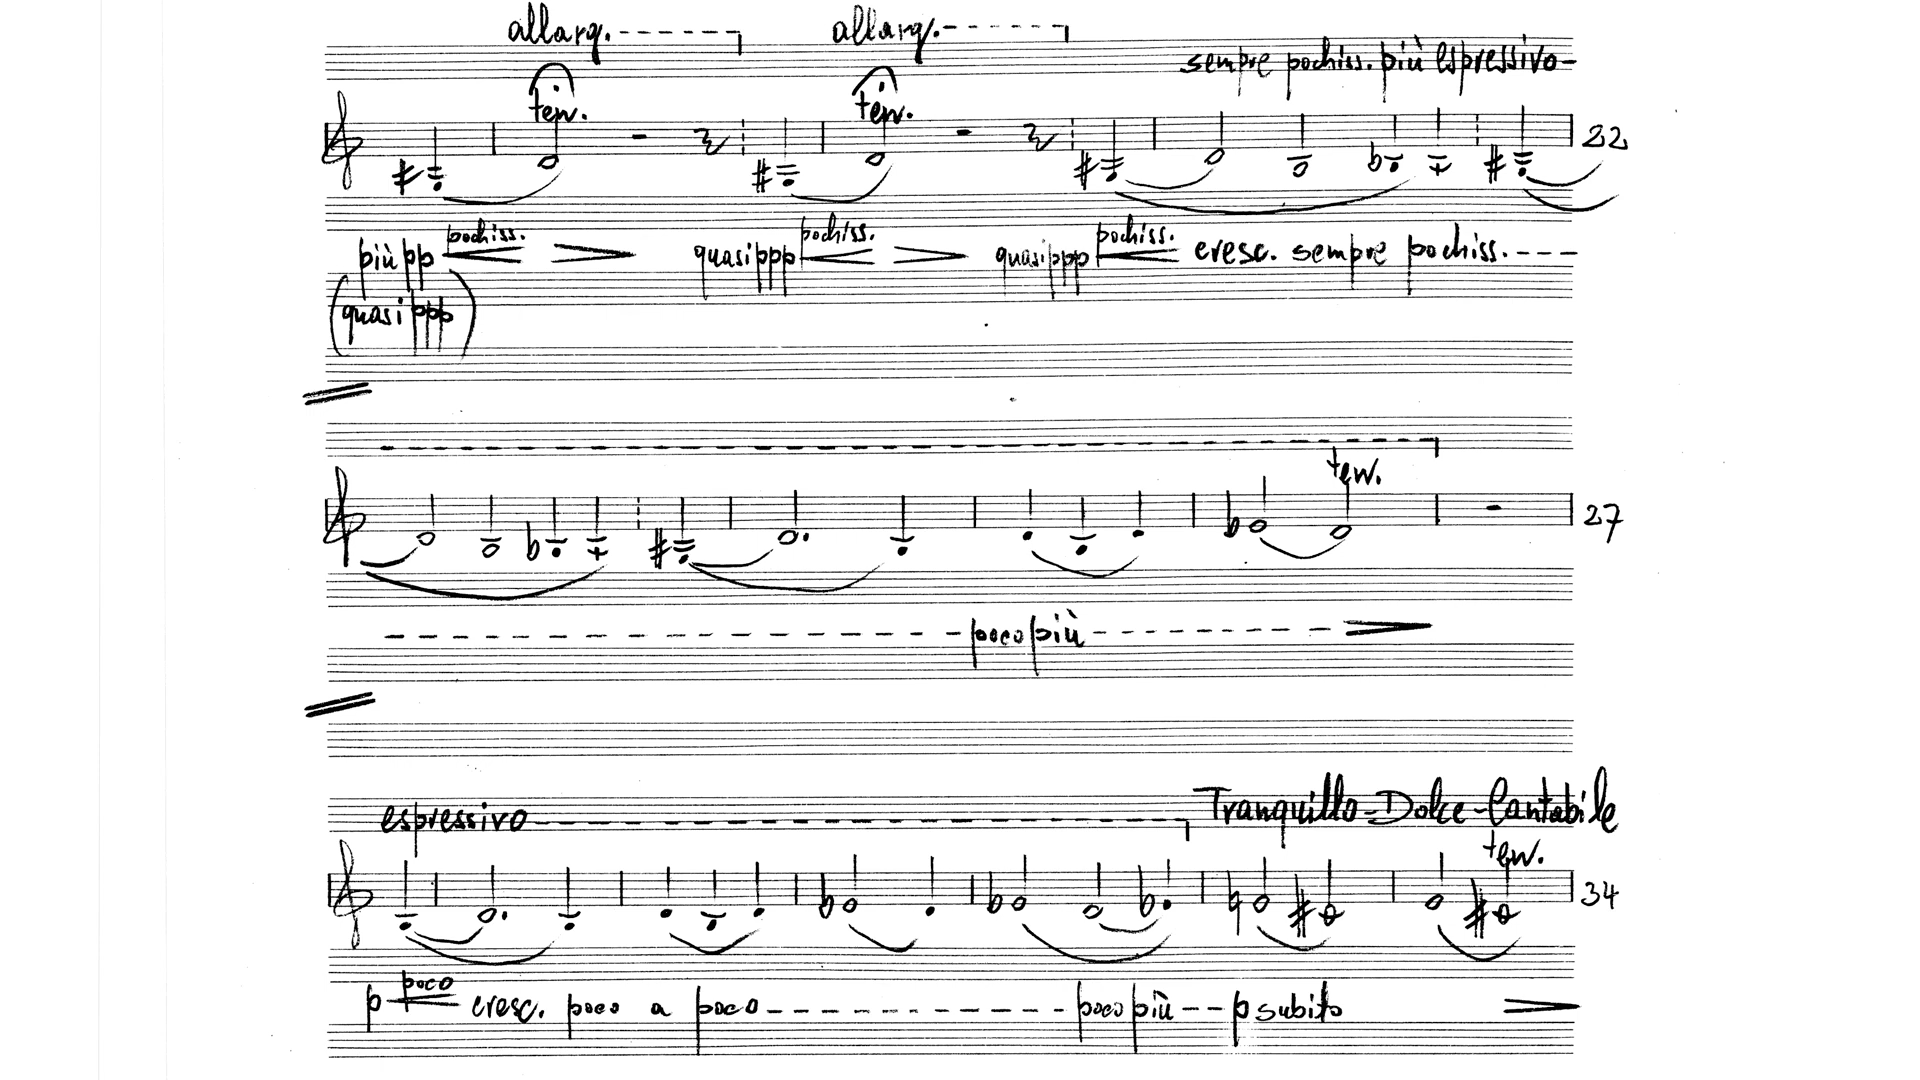 allarg. allarg.
sempre pochiss. più espressivo
ten. ten.
22
pochiss. pochiss. pochiss.
più pp quasi ppp quasi ppp cresc. sempre pochiss.
(quasi ppp)
ten.
27
poco più
espressivo Tranquillo-Dolce-Cantabile
ten.
34
poco
p cresc. poco a poco poco più p subito